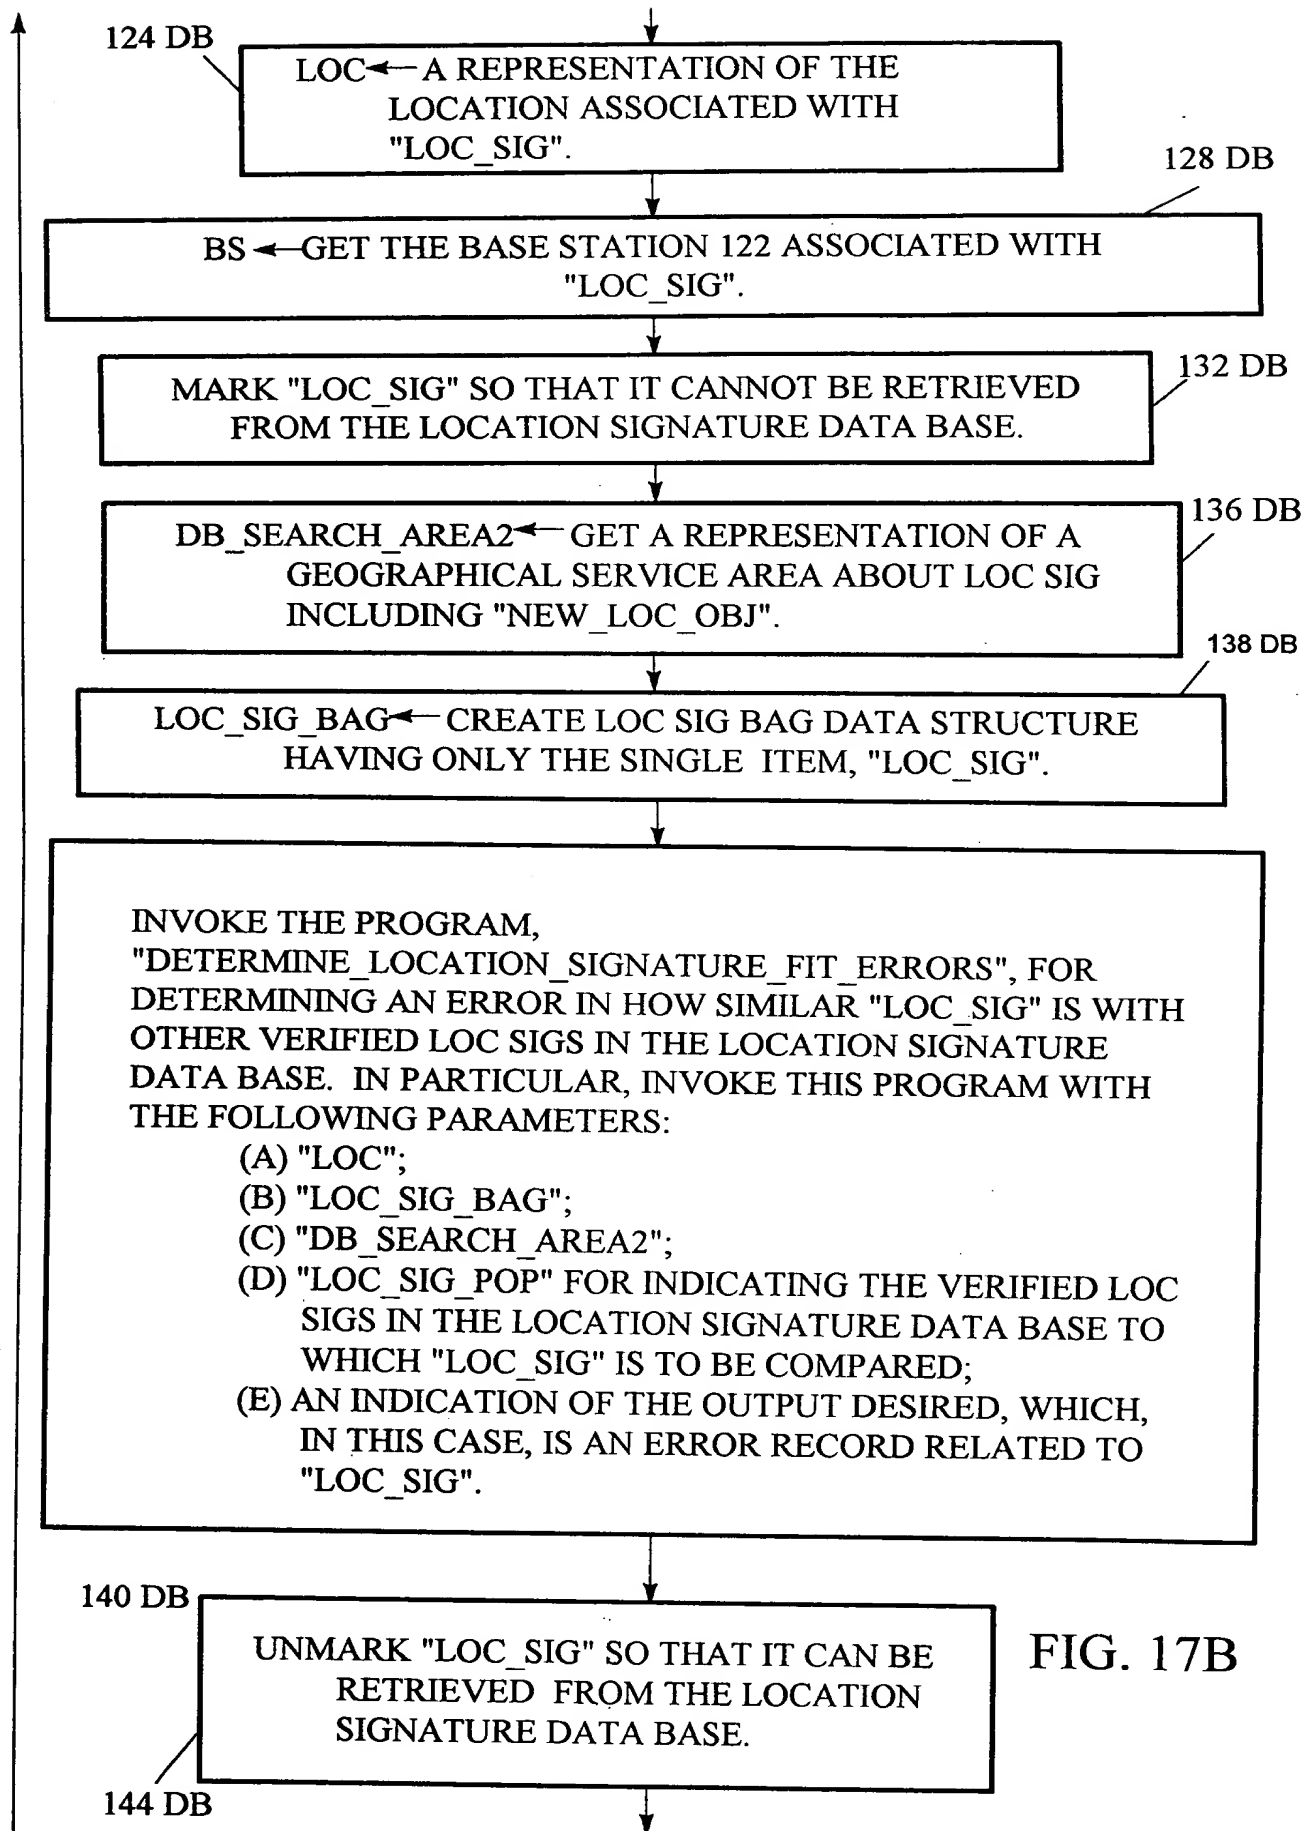 124 DB
LOC← A REPRESENTATION OF THE
LOCATION ASSOCIATED WITH
"LOC_SIG".
128 DB
BS←GET THE BASE STATION 122 ASSOCIATED WITH
"LOC_SIG".
132 DB
MARK "LOC_SIG" SO THAT IT CANNOT BE RETRIEVED
FROM THE LOCATION SIGNATURE DATA BASE.
136 DB
DB_SEARCH_AREA2← GET A REPRESENTATION OF A
GEOGRAPHICAL SERVICE AREA ABOUT LOC SIG
INCLUDING "NEW_LOC_OBJ".
138 DB
LOC_SIG_BAG← CREATE LOC SIG BAG DATA STRUCTURE
HAVING ONLY THE SINGLE ITEM, "LOC_SIG".
INVOKE THE PROGRAM,
"DETERMINE_LOCATION_SIGNATURE_FIT_ERRORS", FOR
DETERMINING AN ERROR IN HOW SIMILAR "LOC_SIG" IS WITH
OTHER VERIFIED LOC SIGS IN THE LOCATION SIGNATURE
DATA BASE. IN PARTICULAR, INVOKE THIS PROGRAM WITH
THE FOLLOWING PARAMETERS:
(A) "LOC";
(B) "LOC_SIG_BAG";
(C) "DB_SEARCH_AREA2";
(D) "LOC_SIG_POP" FOR INDICATING THE VERIFIED LOC
SIGS IN THE LOCATION SIGNATURE DATA BASE TO
WHICH "LOC_SIG" IS TO BE COMPARED;
(E) AN INDICATION OF THE OUTPUT DESIRED, WHICH,
IN THIS CASE, IS AN ERROR RECORD RELATED TO
"LOC_SIG".
140 DB
UNMARK "LOC_SIG" SO THAT IT CAN BE
RETRIEVED FROM THE LOCATION
SIGNATURE DATA BASE.
144 DB
FIG. 17B